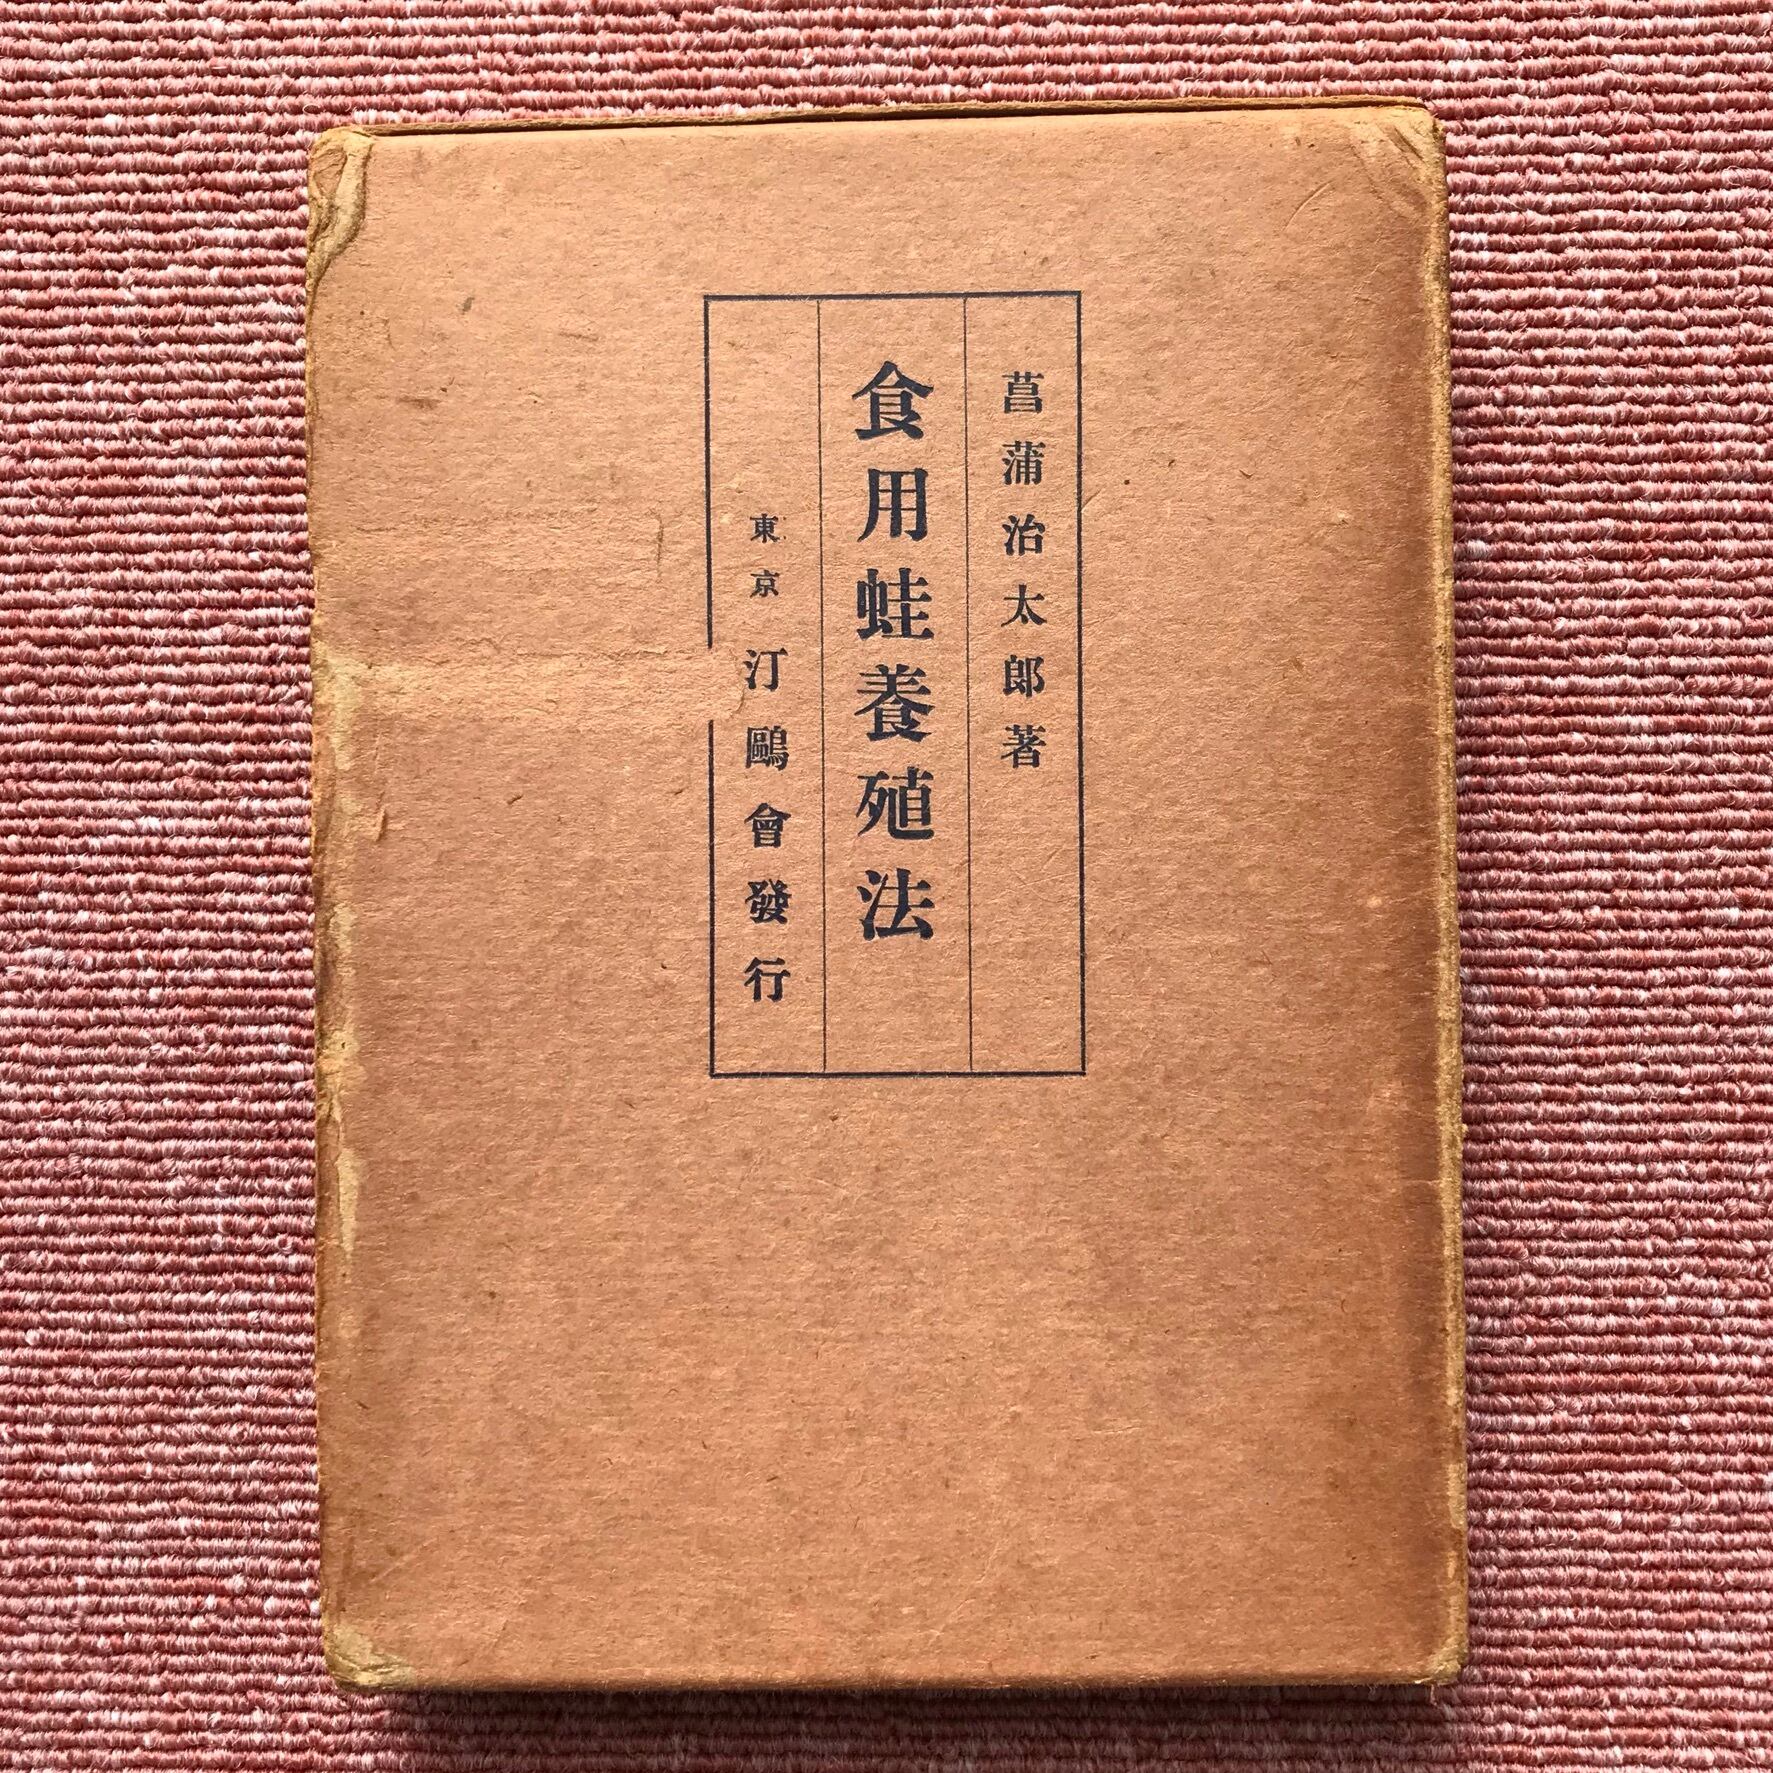 菖蒲治太郎著
食用蛙養殖法
東京 汀鷗會發行